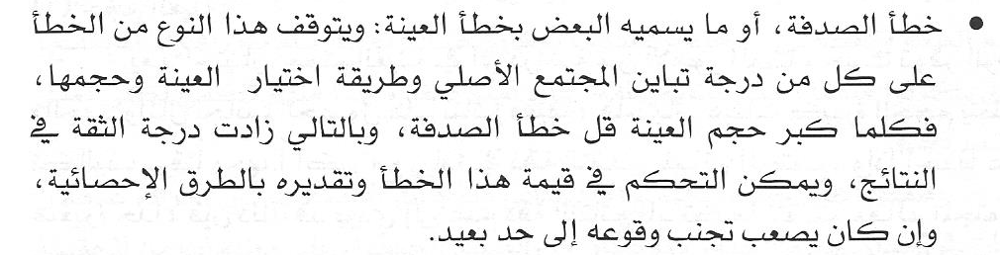 • خطأ الصدفة، أو ما يسميه البعض بخطأ العينة: ويتوقف هذا النوع من الخطأ
على كل من درجة تباين المجتمع الأصلي وطريقة اختيار العينة وحجمها،
فكلما كبر حجم العينة قل خطأ الصدفة، وبالتالي زادت درجة الثقة في
النتائج، ويمكن التحكم في قيمة هذا الخطأ وتقديره بالطرق الإحصائية،
وإن كان يصعب تجنب وقوعه إلى حد بعيد.